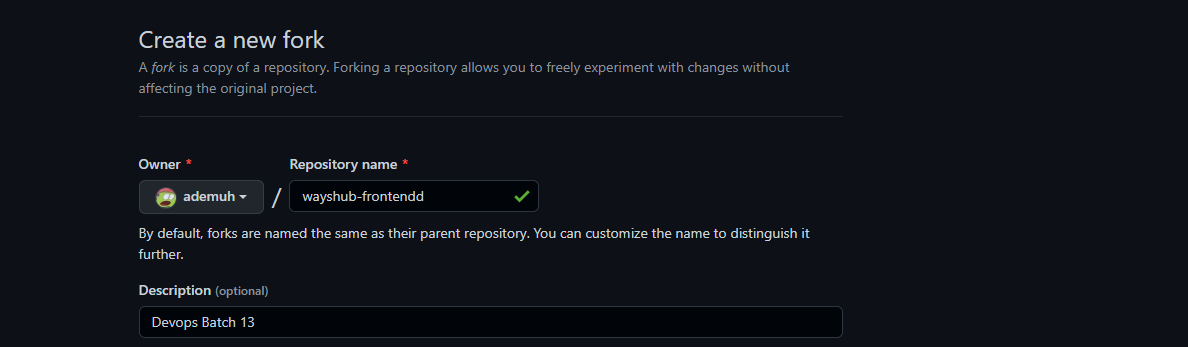 Create a new fork
A fork is a copy of a repository. Forking a repository allows you to freely experiment with changes without
affecting the original project.
Owner * Repository name *
ademuh / wayshub-frontendd
By default, forks are named the same as their parent repository. You can customize the name to distinguish it
further.
Description (optional)
Devops Batch 13